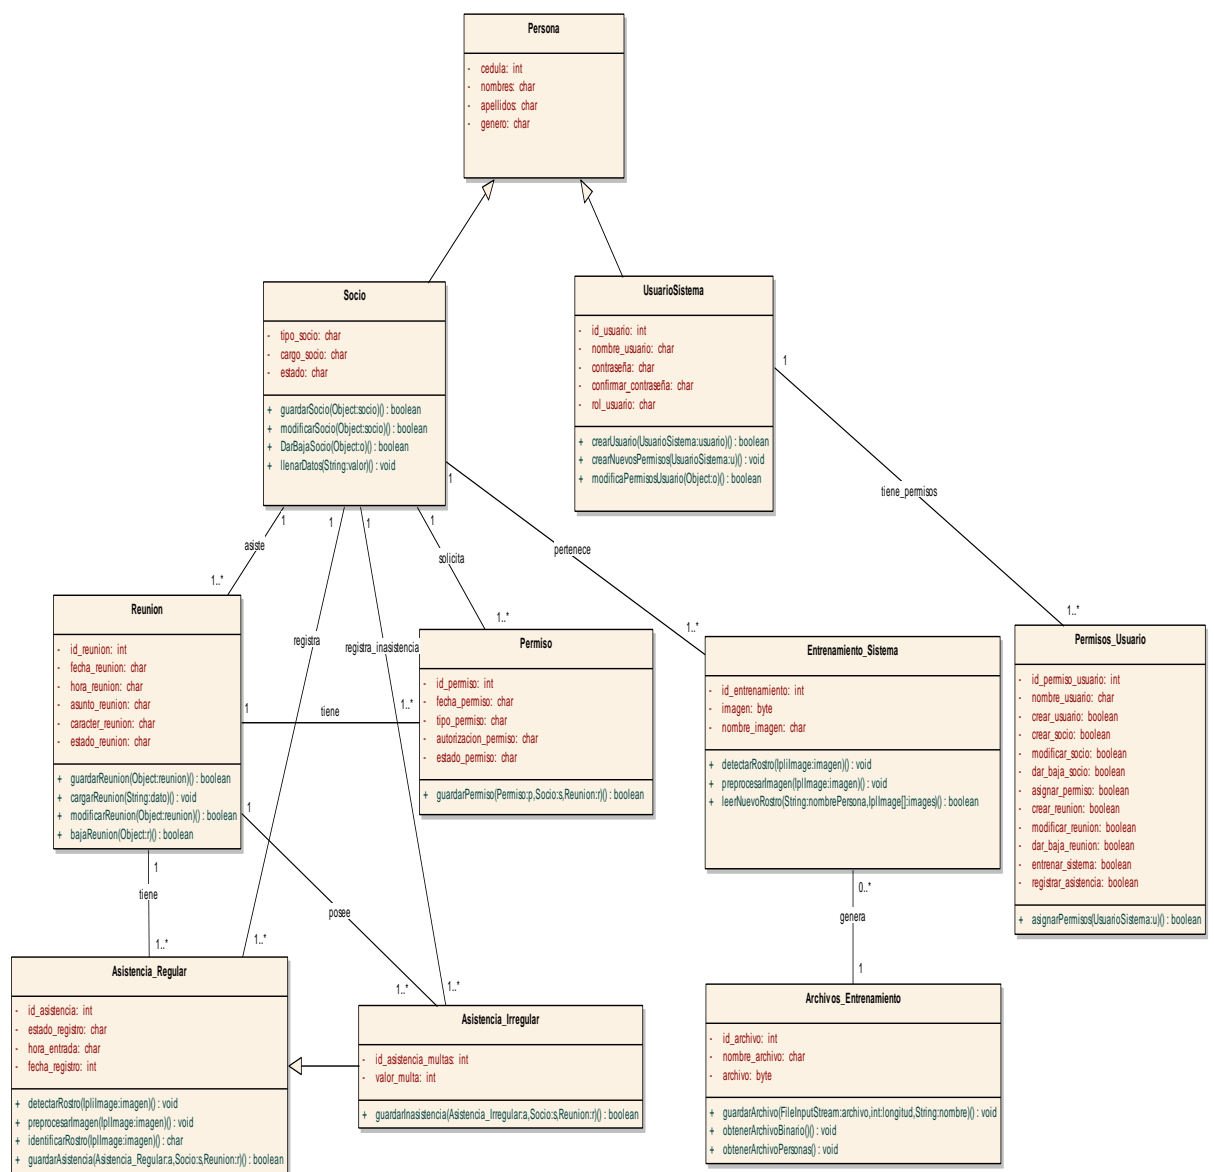 Persona
- cedula: int
- nombres: char
- apellidos: char
- genero: char
Socio
- tipo_socio: char
- cargo_socio: char
- estado: char
+ guardarSocio(Object:socio)() : boolean
+ modificarSocio(Object:socio)() : boolean
+ DarBajaSocio(Object:o)() : boolean
+ llenarDatos(String:valor)() : void
UsuarioSistema
- id_usuario: int
- nombre_usuario: char
- contraseña: char
- confirmar_contraseña: char
- rol_usuario: char
+ crearUsuario(UsuarioSistema:usuario)() : boolean
+ crearNuevosPermisos(UsuarioSistema:u)() : void
+ modificaPermisosUsuario(Object:o)() : boolean
1
tiene_permisos
1..*
1
asiste
1..*
1
registra
1..*
1
registra_inasistencia
1..*
1
solicita
1..*
1
pertenece
1..*
Reunion
- id_reunion: int
- fecha_reunion: char
- hora_reunion: char
- asunto_reunion: char
- caracter_reunion: char
- estado_reunion: char
+ guardarReunion(Object:reunion)() : boolean
+ cargarReunion(String:dato)() : void
+ modificarReunion(Object:reunion)() : boolean
+ bajaReunion(Object:r)() : boolean
1
tiene
1..*
Permiso
- id_permiso: int
- fecha_permiso: char
- tipo_permiso: char
- autorizacion_permiso: char
- estado_permiso: char
+ guardarPermiso(Permiso:p,Socio:s,Reunion:r)() : boolean
Entrenamiento_Sistema
- id_entrenamiento: int
- imagen: byte
- nombre_imagen: char
+ detectarRostro(IpliImage:imagen)() : void
+ preprocesarImagen(IplImage:imagen)() : void
+ leerNuevoRostro(String:nombrePersona,IplImage[]:images)() : boolean
Permisos_Usuario
- id_permiso_usuario: int
- nombre_usuario: char
- crear_usuario: boolean
- crear_socio: boolean
- modificar_socio: boolean
- dar_baja_socio: boolean
- asignar_permiso: boolean
- crear_reunion: boolean
- modificar_reunion: boolean
- dar_baja_reunion: boolean
- entrenar_sistema: boolean
- registrar_asistencia: boolean
+ asignarPermisos(UsuarioSistema:u)() : boolean
1
tiene
1..*
1
posee
1..*
0..*
genera
1
Asistencia_Regular
- id_asistencia: int
- estado_registro: char
- hora_entrada: char
- fecha_registro: int
+ detectarRostro(IpliImage:imagen)() : void
+ preprocesarImagen(IplImage:imagen)() : void
+ identificarRostro(IplImage:imagen)() : char
+ guardarAsistencia(Asistencia_Regular:a,Socio:s,Reunion:r)() : boolean
Asistencia_Irregular
- id_asistencia_multas: int
- valor_multa: int
+ guardarInasistencia(Asistencia_Irregular:a,Socio:s,Reunion:r)() : boolean
Archivos_Entrenamiento
- id_archivo: int
- nombre_archivo: char
- archivo: byte
+ guardarArchivo(FileInputStream:archivo,int:longitud,String:nombre)() : void
+ obtenerArchivoBinario()() : void
+ obtenerArchivoPersonas() : void